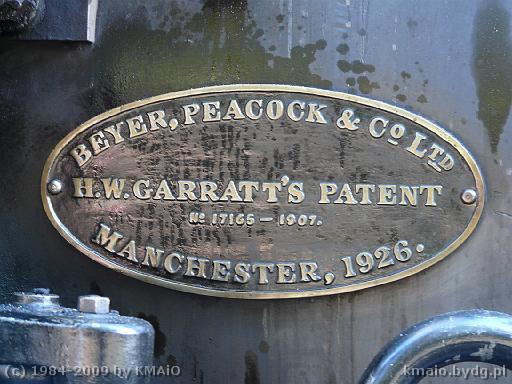 BEYER, PEACOCK & CO LTD
H.W. GARRATT'S PATENT
No 17165 - 1907.
MANCHESTER, 1926.
(c) 1984-2009 by KMAiO
kmaio.bydg.pl